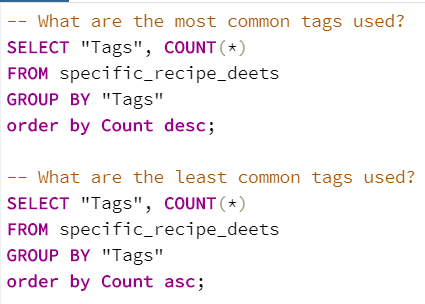 -- What are the most common tags used?
SELECT "Tags", COUNT(*)
FROM specific_recipe_deets
GROUP BY "Tags"
order by Count desc;
-- What are the least common tags used?
SELECT "Tags", COUNT(*)
FROM specific_recipe_deets
GROUP BY "Tags"
order by Count asc;